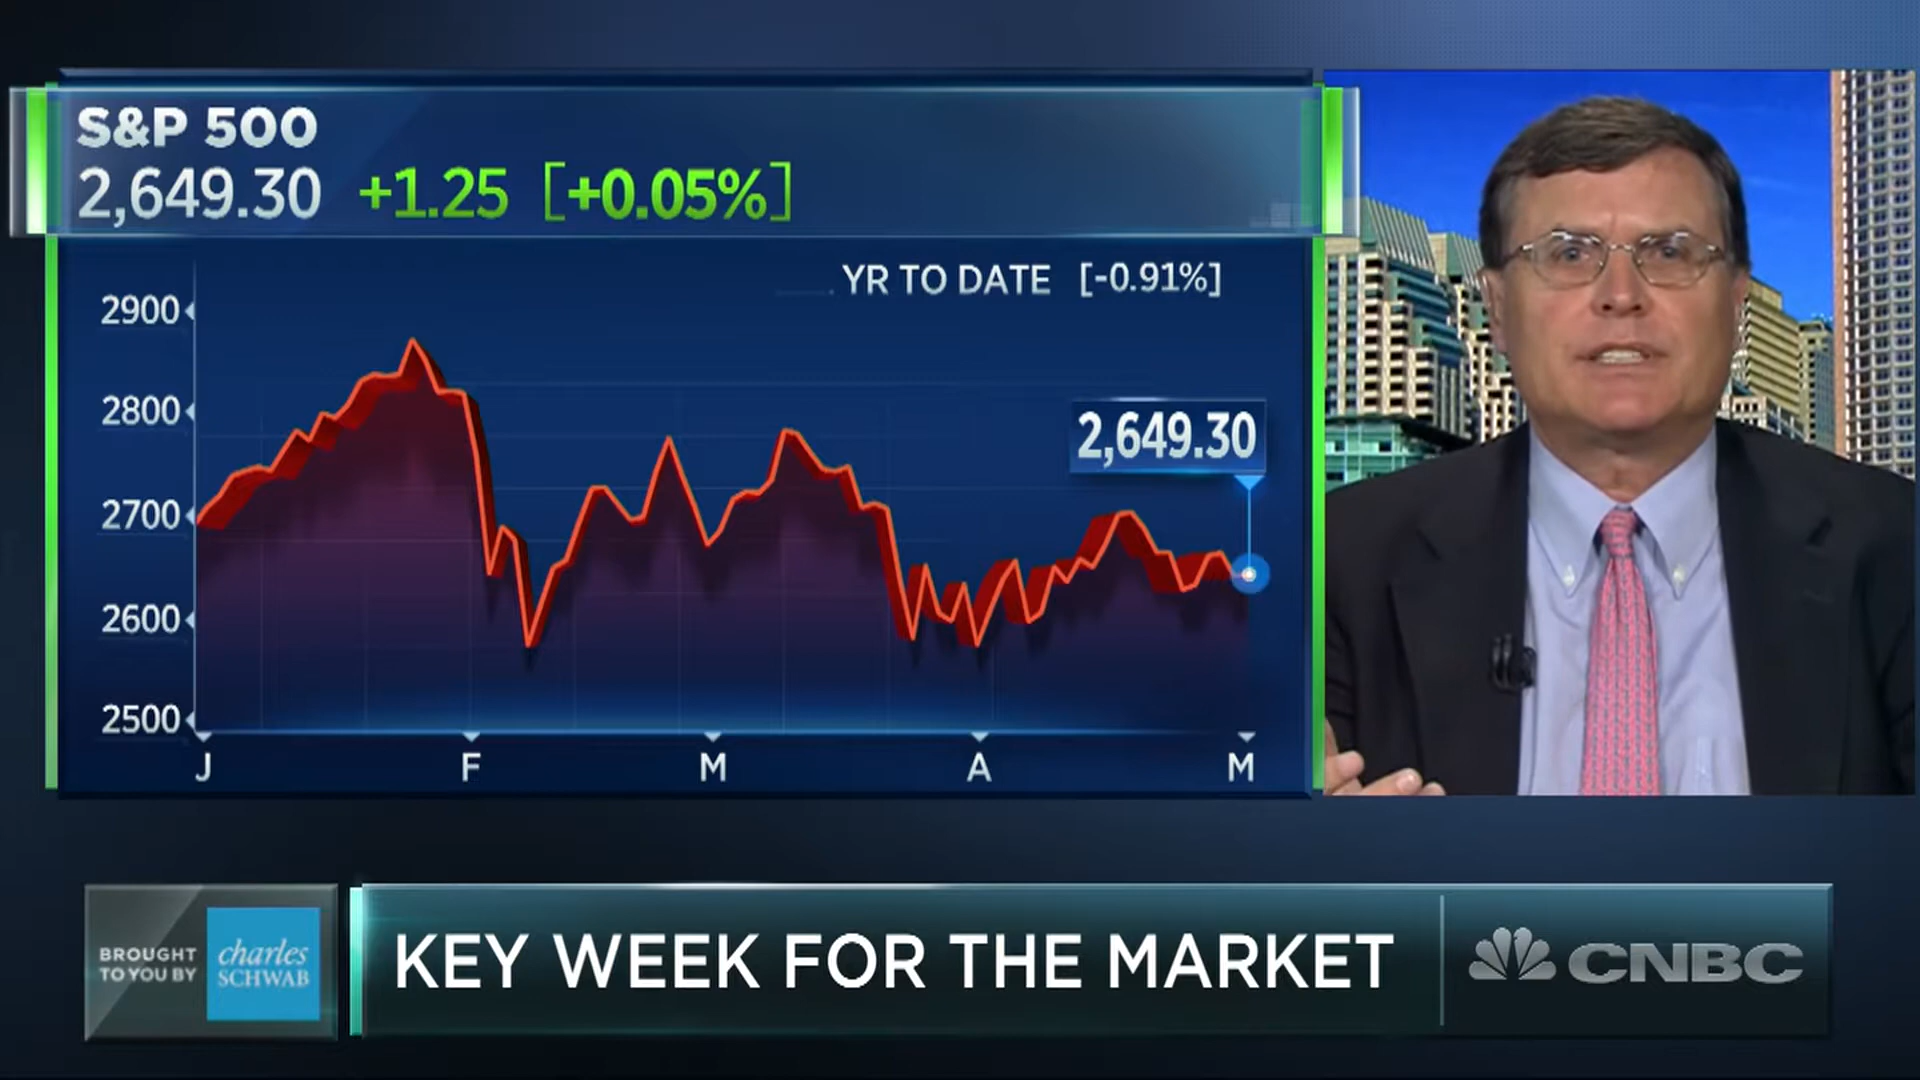 S&P 500
2,649.30 +1.25 [+0.05%]
YR TO DATE [-0.91%]
2900
2800
2,649.30
2700
2600
2500
J F M A M
BROUGHT
TO YOU BY
charles
SCHWAB
KEY WEEK FOR THE MARKET
CNBC